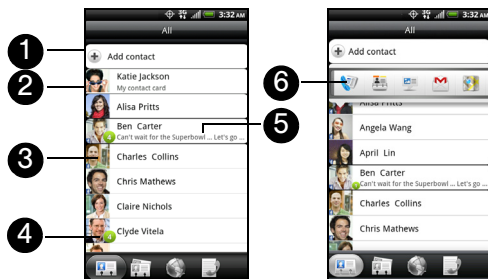 3:32 AM
All
1
Add contact
2
Katie Jackson
My contact card
Alisa Pritts
Ben Carter
Can't wait for the Superbowl ... Let's go ...
5
3
Charles Collins
Chris Mathews
Claire Nichols
4
Clyde Vitela
3:32 AM
All
Add contact
6
Alisa Pritts
Angela Wang
April Lin
Ben Carter
Can't wait for the Superbowl ... Let's go ...
Charles Collins
Chris Mathews